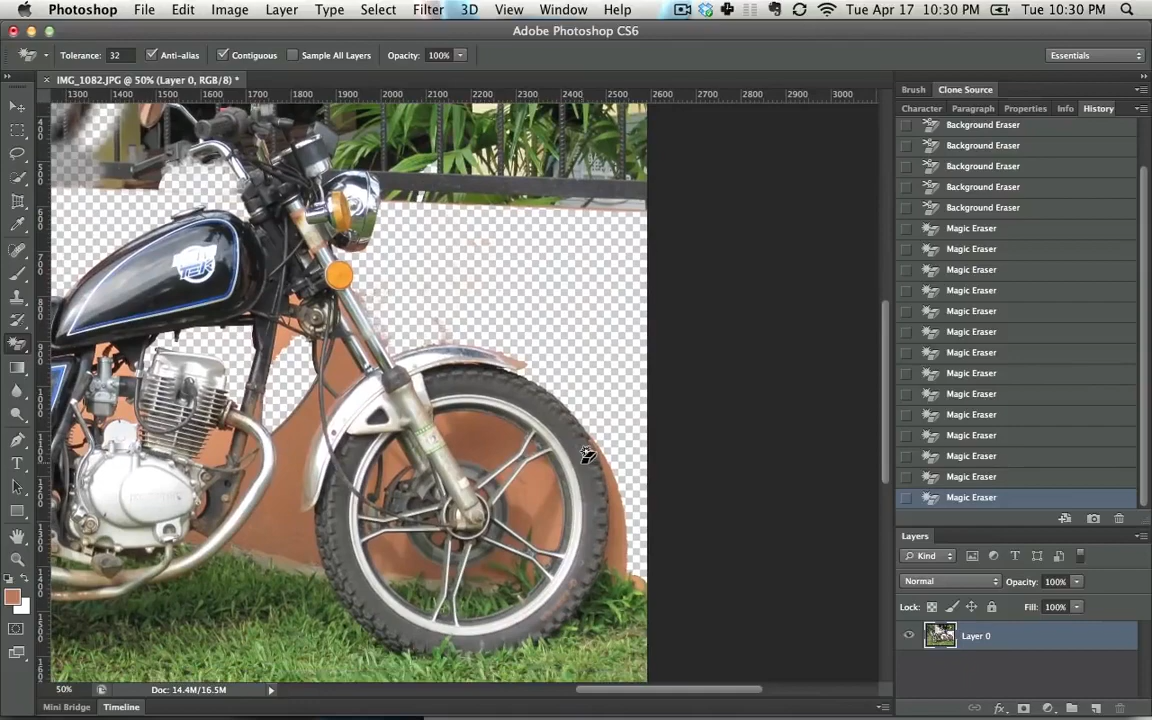 Photoshop File Edit Image Layer Type Select Filter 3D View Window Help Tue Apr 17 10:30 PM Tue 10:30 PM
Adobe Photoshop CS6
Tolerance: 32 Anti-alias Contiguous Sample All Layers Opacity: 100% Essentials
IMG_1082.JPG @ 50% (Layer 0, RGB/8) *
Brush Clone Source
1300 1400 1500 1600 1700 1800 1900 2000 2100 2200 2300 2400 2500 2600 2700 2800 2900 3000
Character Paragraph Properties Info History
Background Eraser
Background Eraser
Background Eraser
Background Eraser
Background Eraser
Magic Eraser
Magic Eraser
Magic Eraser
Magic Eraser
Magic Eraser
Magic Eraser
Magic Eraser
Magic Eraser
Magic Eraser
Magic Eraser
Magic Eraser
Magic Eraser
Magic Eraser
Magic Eraser
Layers
Kind
Normal Opacity: 100%
Lock: Fill: 100%
Layer 0
fx
50% Doc: 14.4M/16.5M
Mini Bridge Timeline